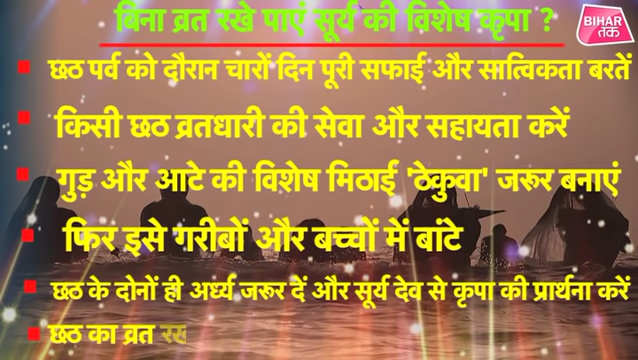 बिना व्रत रखे पाएं सूर्य की विशेष कृपा ?
BIHAR
तक
छठ पर्व को दौरान चारों दिन पूरी सफाई और सात्विकता बरतें
किसी छठ व्रतधारी की सेवा और सहायता करें
गुड़ और आटे की विशेष मिठाई 'ठेकुवा' जरूर बनाएं
फिर इसे गरीबों और बच्चों में बांटे
छठ के दोनों ही अर्ध्य जरूर दें और सूर्य देव से कृपा की प्रार्थना करें
छठ का व्रत रख